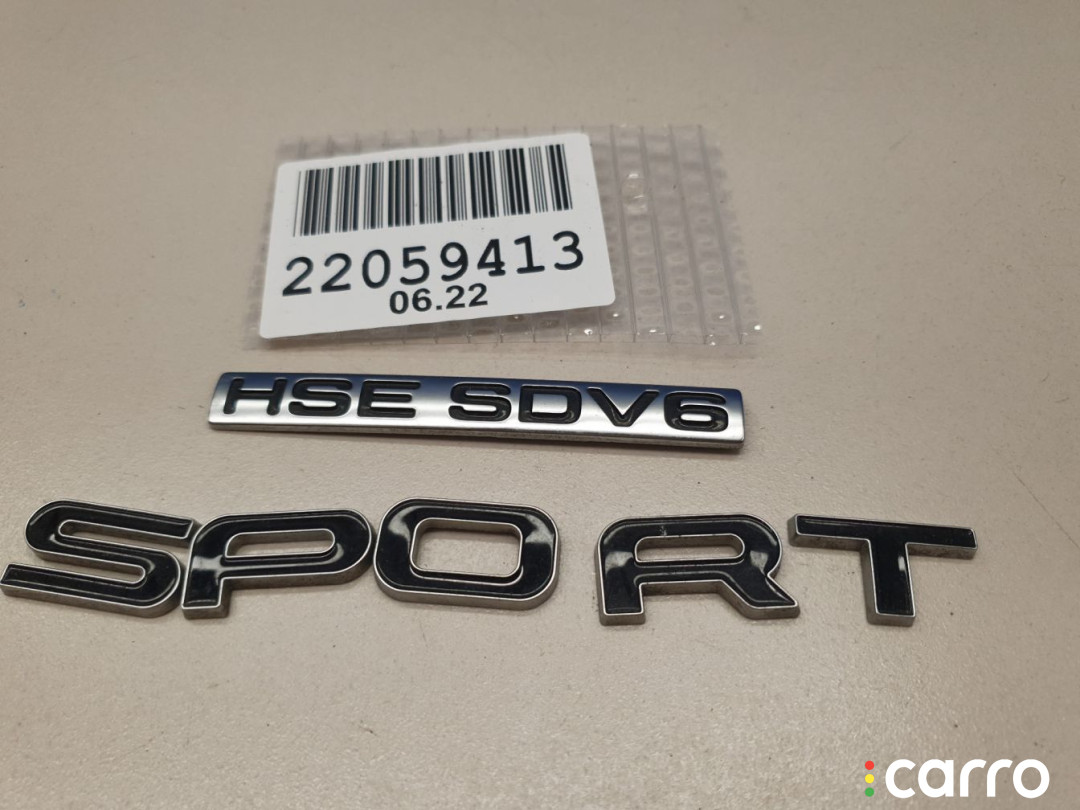 22059413
06.22
HSE SDV6
SPORT
carro